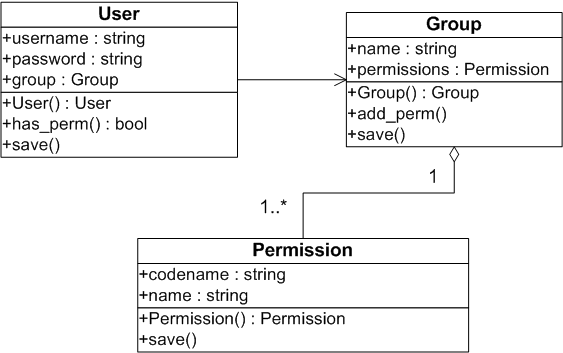 User
+username : string
+password : string
+group : Group
+User() : User
+has_perm() : bool
+save()
Group
+name : string
+permissions : Permission
+Group() : Group
+add_perm()
+save()
1
1..*
Permission
+codename : string
+name : string
+Permission() : Permission
+save()